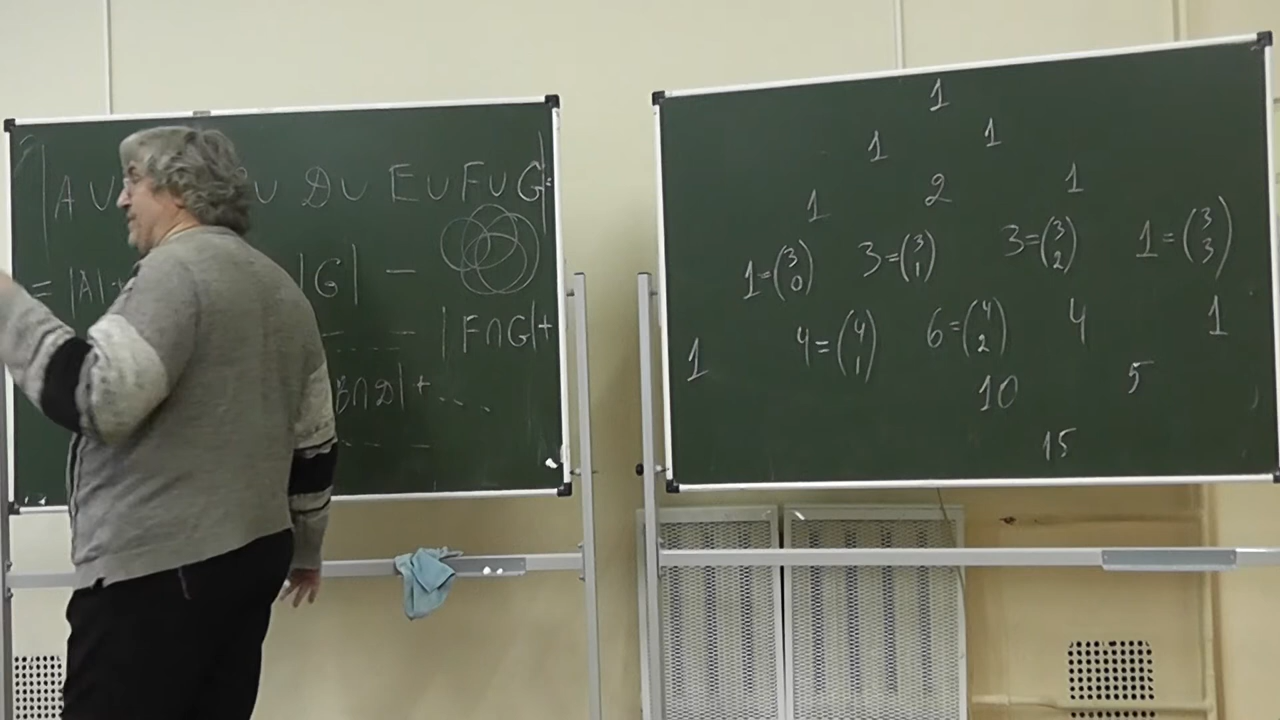 |A ∪ ∪ D ∪ E ∪ F ∪ G| =
= |A| |G| −
− |F∩G| +
B∩D| + ...
1
1 1
1 2 1
1=(3 0) 3=(3 1) 3=(3 2) 1=(3 3)
1 4=(4 1) 6=(4 2) 4 1
10 5
15